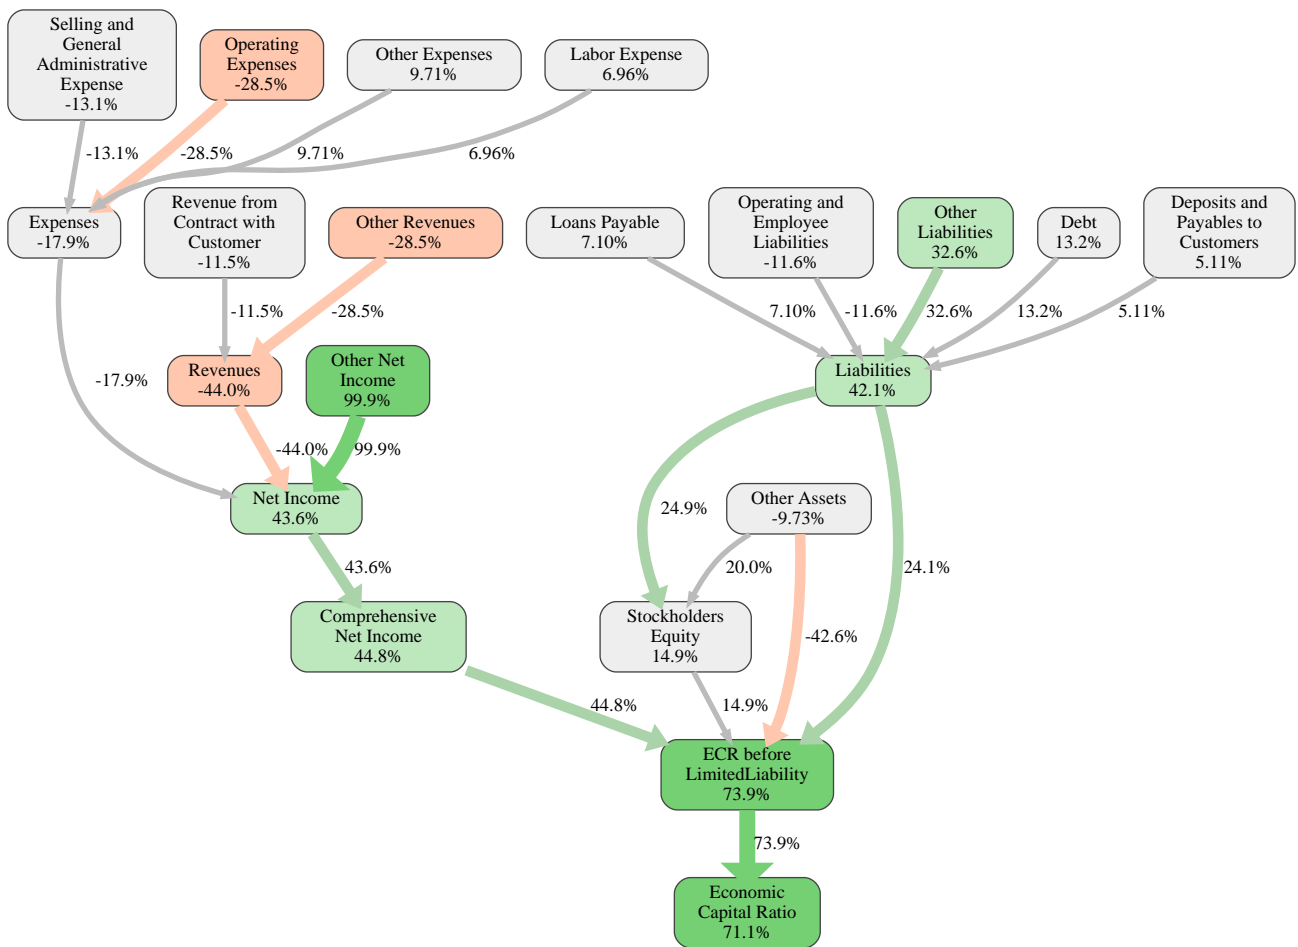 Selling and
General
Administrative
Expense
-13.1%
Operating
Expenses
-28.5%
Other Expenses
9.71%
Labor Expense
6.96%
-13.1%
-28.5%
9.71%
6.96%
Expenses
-17.9%
Revenue from
Contract with
Customer
-11.5%
Other Revenues
-28.5%
Loans Payable
7.10%
Operating and
Employee
Liabilities
-11.6%
Other
Liabilities
32.6%
Debt
13.2%
Deposits and
Payables to
Customers
5.11%
-11.5%
-28.5%
7.10%
-11.6%
32.6%
13.2%
5.11%
Revenues
-44.0%
Other Net
Income
99.9%
Liabilities
42.1%
-17.9%
-44.0%
99.9%
Net Income
43.6%
24.9%
Other Assets
-9.73%
43.6%
20.0%
24.1%
Comprehensive
Net Income
44.8%
Stockholders
Equity
14.9%
-42.6%
44.8%
14.9%
ECR before
LimitedLiability
73.9%
73.9%
Economic
Capital Ratio
71.1%